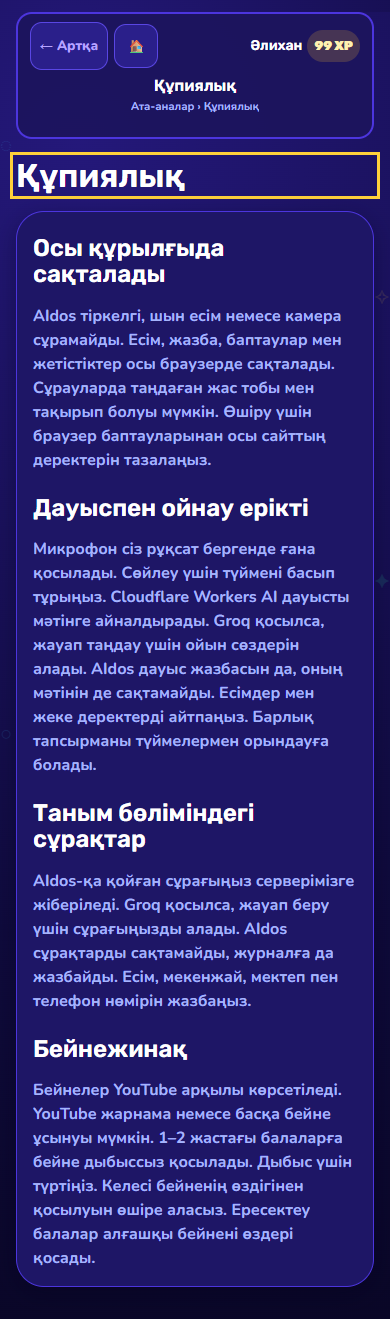 ← Артқа
Әлихан 99 XP
Құпиялық
Ата-аналар › Құпиялық
Құпиялық
Осы құрылғыда
сақталады
Aldos тіркелгі, шын есім немесе камера
сұрамайды. Есім, жазба, баптаулар мен
жетістіктер осы браузерде сақталады.
Сұрауларда таңдаған жас тобы мен
тақырып болуы мүмкін. Өшіру үшін
браузер баптауларынан осы сайттың
деректерін тазалаңыз.
Дауыспен ойнау ерікті
Микрофон сіз рұқсат бергенде ғана
қосылады. Сөйлеу үшін түймені басып
тұрыңыз. Cloudflare Workers AI дауысты
мәтінге айналдырады. Groq қосылса,
жауап таңдау үшін ойын сөздерін
алады. Aldos дауыс жазбасын да, оның
мәтінін де сақтамайды. Есімдер мен
жеке деректерді айтпаңыз. Барлық
тапсырманы түймелермен орындауға
болады.
Таным бөліміндегі
сұрақтар
Aldos-қа қойған сұрағыңыз серверімізге
жіберіледі. Groq қосылса, жауап беру
үшін сұрағыңызды алады. Aldos
сұрақтарды сақтамайды, журналға да
жазбайды. Есім, мекенжай, мектеп пен
телефон нөмірін жазбаңыз.
Бейнежинақ
Бейнелер YouTube арқылы көрсетіледі.
YouTube жарнама немесе басқа бейне
ұсынуы мүмкін. 1–2 жастағы балаларға
бейне дыбыссыз қосылады. Дыбыс үшін
түртіңіз. Келесі бейненің өздігінен
қосылуын өшіре аласыз. Ересектеу
балалар алғашқы бейнені өздері
қосады.